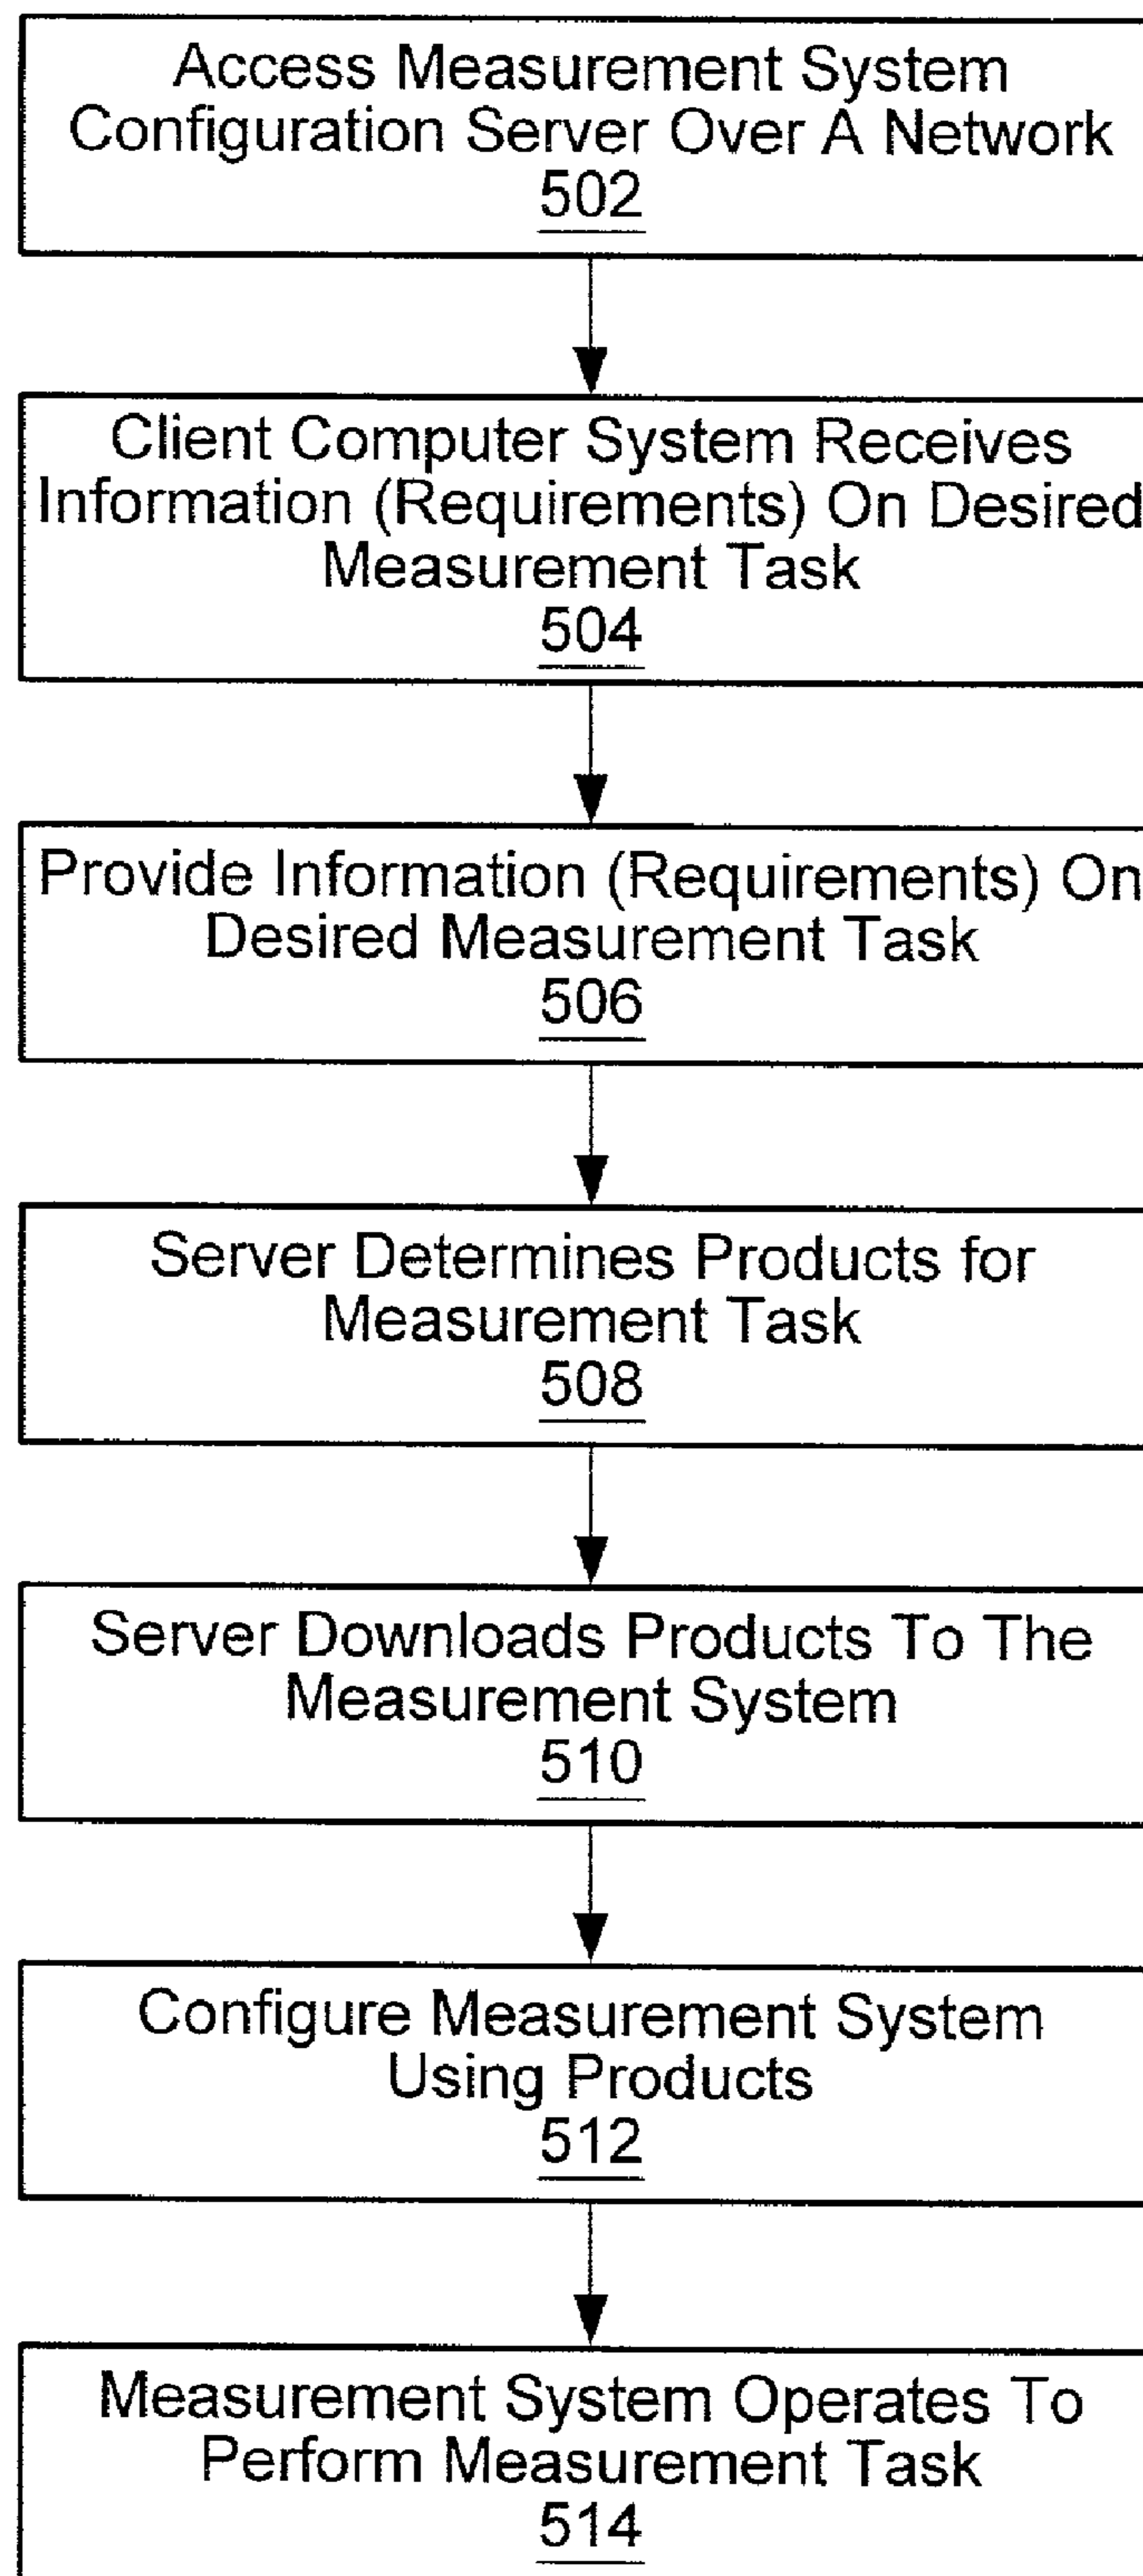 Access Measurement System
Configuration Server Over A Network
502
Client Computer System Receives
Information (Requirements) On Desired
Measurement Task
504
Provide Information (Requirements) On
Desired Measurement Task
506
Server Determines Products for
Measurement Task
508
Server Downloads Products To The
Measurement System
510
Configure Measurement System
Using Products
512
Measurement System Operates To
Perform Measurement Task
514